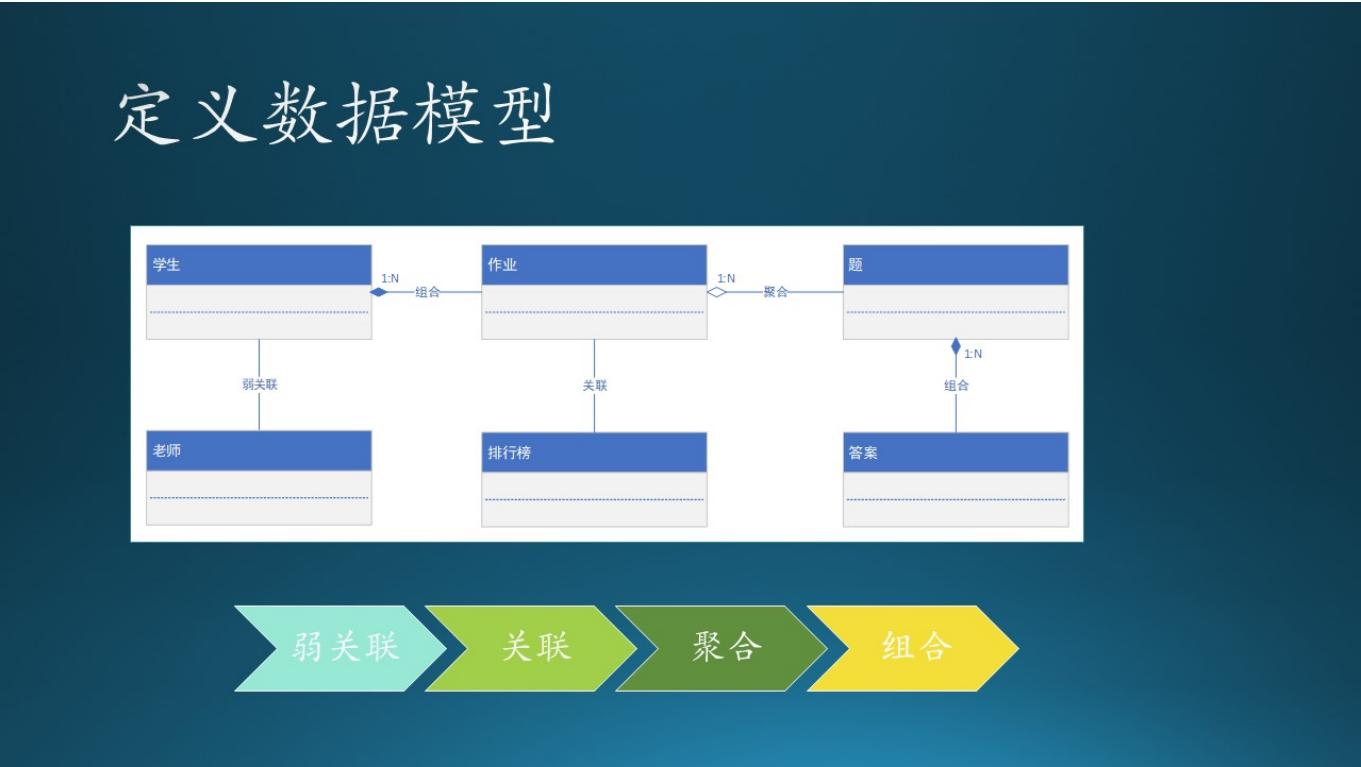 定义数据模型
学生
作业
题
1:N
组合
1:N
聚合
1:N
弱关联
关联
组合
老师
排行榜
答案
弱关联
关联
聚合
组合